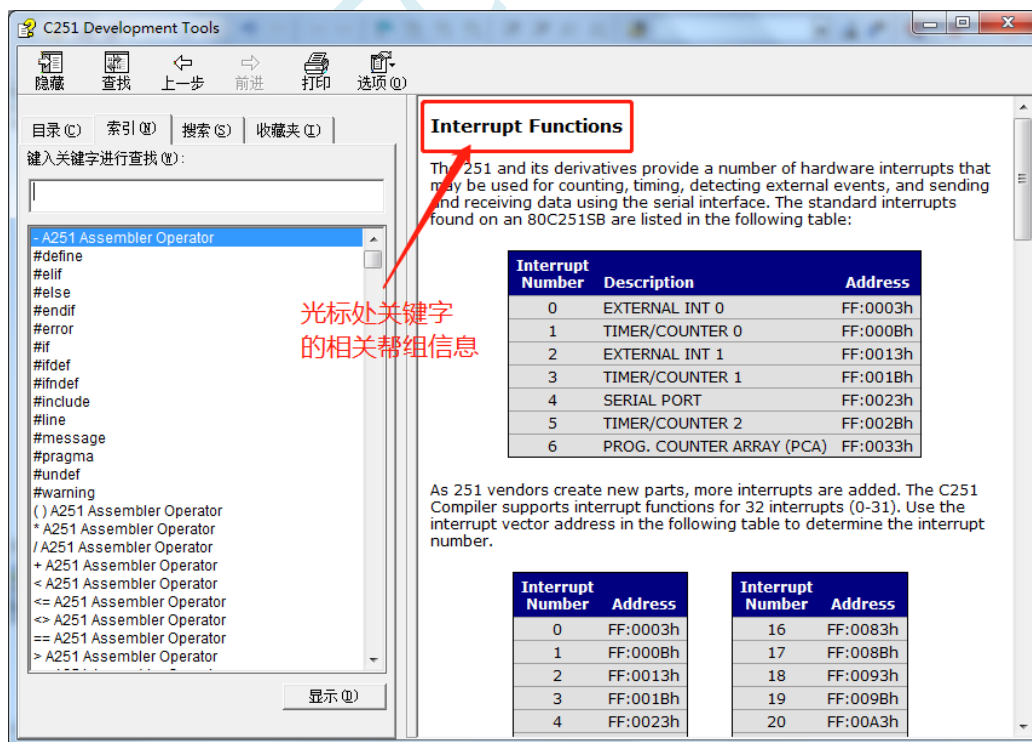 C251 Development Tools
隐藏 查找 上一步 前进 打印 选项(O)
目录(C) 索引(N) 搜索(S) 收藏夹(I)
键入关键字进行查找(W):
- A251 Assembler Operator
#define
#elif
#else
#endif
#error
#if
#ifdef
#ifndef
#include
#line
#message
#pragma
#undef
#warning
( ) A251 Assembler Operator
* A251 Assembler Operator
/ A251 Assembler Operator
+ A251 Assembler Operator
< A251 Assembler Operator
<= A251 Assembler Operator
<> A251 Assembler Operator
== A251 Assembler Operator
> A251 Assembler Operator
显示(D)
光标处关键字
的相关帮组信息
Interrupt Functions
The 251 and its derivatives provide a number of hardware interrupts that
may be used for counting, timing, detecting external events, and sending
and receiving data using the serial interface. The standard interrupts
found on an 80C251SB are listed in the following table:
Interrupt
Number Description Address
0 EXTERNAL INT 0 FF:0003h
1 TIMER/COUNTER 0 FF:000Bh
2 EXTERNAL INT 1 FF:0013h
3 TIMER/COUNTER 1 FF:001Bh
4 SERIAL PORT FF:0023h
5 TIMER/COUNTER 2 FF:002Bh
6 PROG. COUNTER ARRAY (PCA) FF:0033h
As 251 vendors create new parts, more interrupts are added. The C251
Compiler supports interrupt functions for 32 interrupts (0-31). Use the
interrupt vector address in the following table to determine the interrupt
number.
Interrupt Interrupt
Number Address Number Address
0 FF:0003h 16 FF:0083h
1 FF:000Bh 17 FF:008Bh
2 FF:0013h 18 FF:0093h
3 FF:001Bh 19 FF:009Bh
4 FF:0023h 20 FF:00A3h